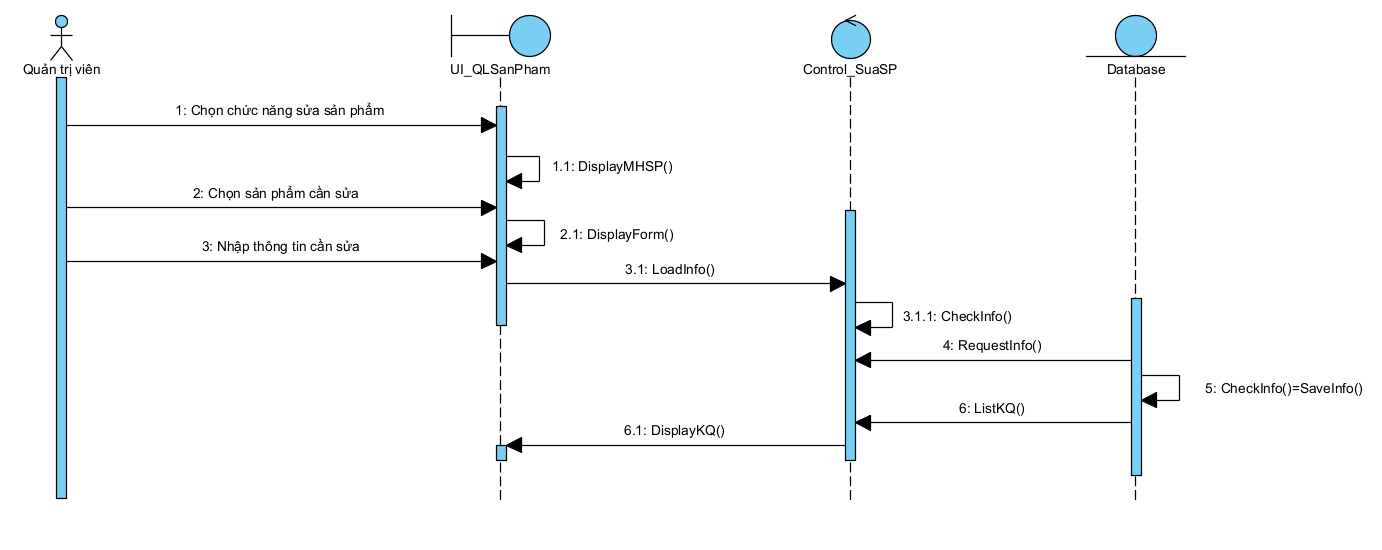 Quản trị viên
UI_QLSanPham
Control_SuaSP
Database
1: Chọn chức năng sửa sản phẩm
1.1: DisplayMHSP()
2: Chọn sản phẩm cần sửa
2.1: DisplayForm()
3: Nhập thông tin cần sửa
3.1: LoadInfo()
3.1.1: CheckInfo()
4: RequestInfo()
5: CheckInfo()=SaveInfo()
6: ListKQ()
6.1: DisplayKQ()